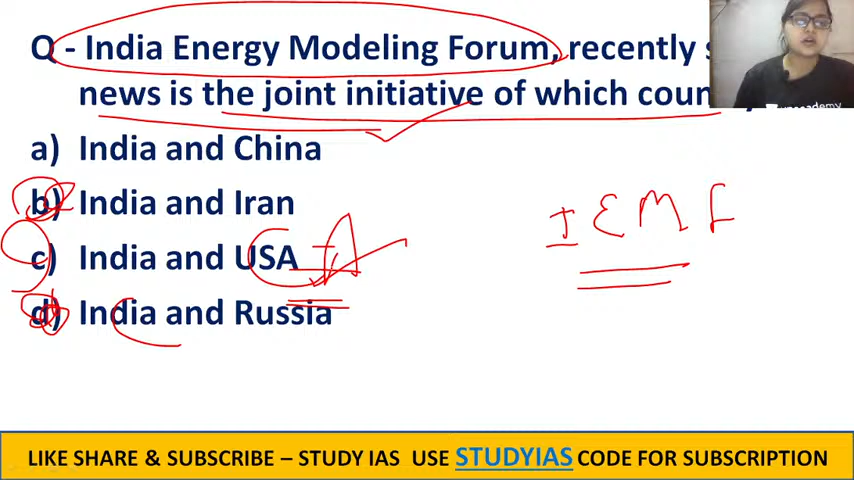 Q - India Energy Modeling Forum, recently s
news is the joint initiative of which coun
a) India and China
b) India and Iran
c) India and USA
d) India and Russia
I E M F
LIKE SHARE & SUBSCRIBE – STUDY IAS USE STUDYIAS CODE FOR SUBSCRIPTION